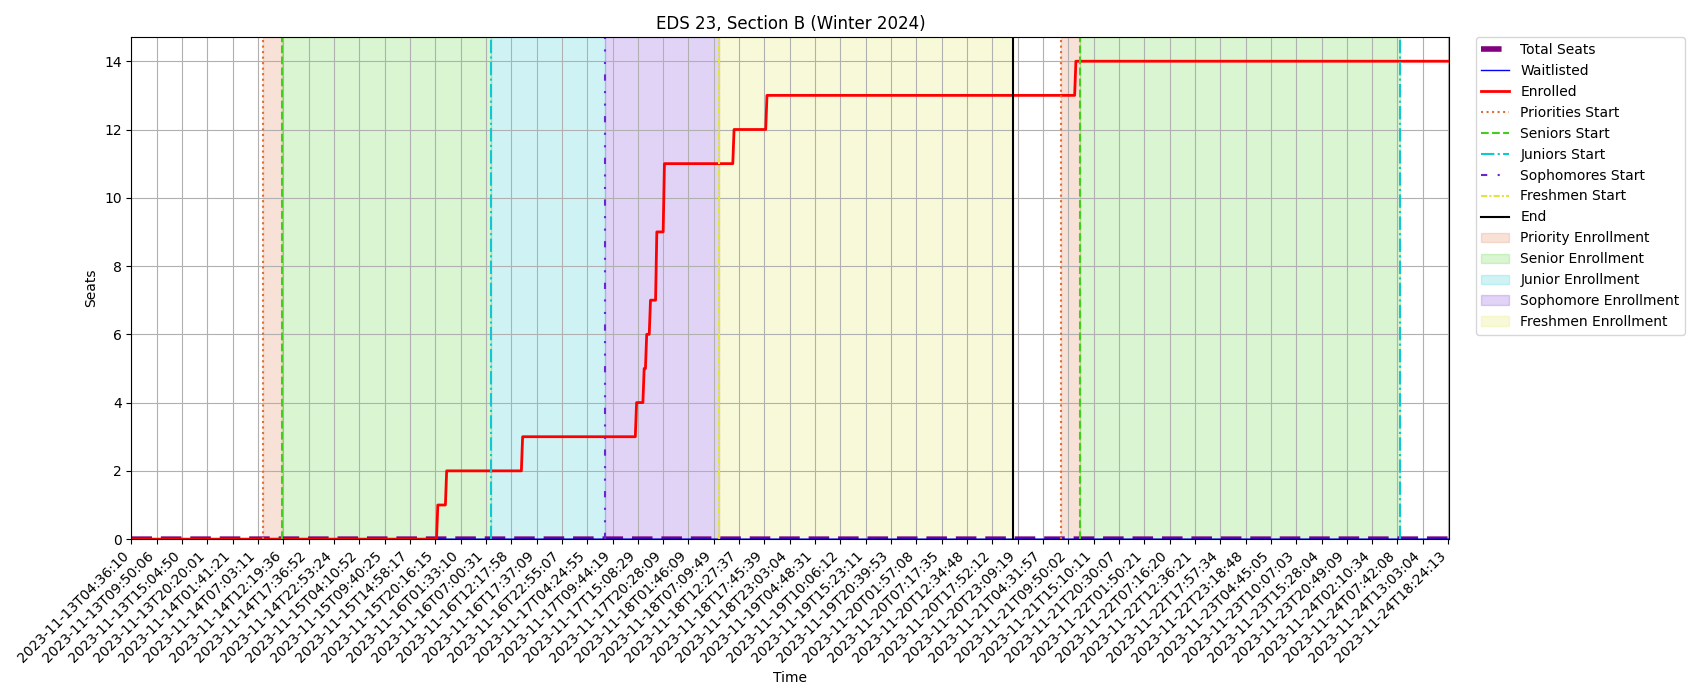 EDS 23, Section B (Winter 2024)
Seats
14
12
10
8
6
4
2
0
2023-11-13T04:36:10
2023-11-13T09:50:06
2023-11-13T15:04:50
2023-11-13T20:20:01
2023-11-14T01:41:21
2023-11-14T07:03:11
2023-11-14T12:19:36
2023-11-14T17:36:52
2023-11-14T22:53:24
2023-11-15T04:10:52
2023-11-15T09:40:25
2023-11-15T14:58:17
2023-11-15T20:16:15
2023-11-16T01:33:10
2023-11-16T07:00:31
2023-11-16T12:17:58
2023-11-16T17:37:09
2023-11-16T22:55:07
2023-11-17T04:24:55
2023-11-17T09:44:19
2023-11-17T15:08:29
2023-11-17T20:28:09
2023-11-18T01:46:09
2023-11-18T07:09:49
2023-11-18T12:27:37
2023-11-18T17:45:39
2023-11-18T23:03:04
2023-11-19T04:48:31
2023-11-19T10:06:12
2023-11-19T15:23:11
2023-11-19T20:39:53
2023-11-20T01:57:08
2023-11-20T07:17:35
2023-11-20T12:34:48
2023-11-20T17:52:12
2023-11-20T23:09:19
2023-11-21T04:31:57
2023-11-21T09:50:02
2023-11-21T15:10:11
2023-11-21T20:30:07
2023-11-22T01:50:21
2023-11-22T07:16:20
2023-11-22T12:36:21
2023-11-22T17:57:34
2023-11-22T23:18:48
2023-11-23T04:45:05
2023-11-23T10:07:03
2023-11-23T15:28:04
2023-11-23T20:49:09
2023-11-24T02:10:34
2023-11-24T07:42:08
2023-11-24T13:03:04
2023-11-24T18:24:13
Time
Total Seats
Waitlisted
Enrolled
Priorities Start
Seniors Start
Juniors Start
Sophomores Start
Freshmen Start
End
Priority Enrollment
Senior Enrollment
Junior Enrollment
Sophomore Enrollment
Freshmen Enrollment